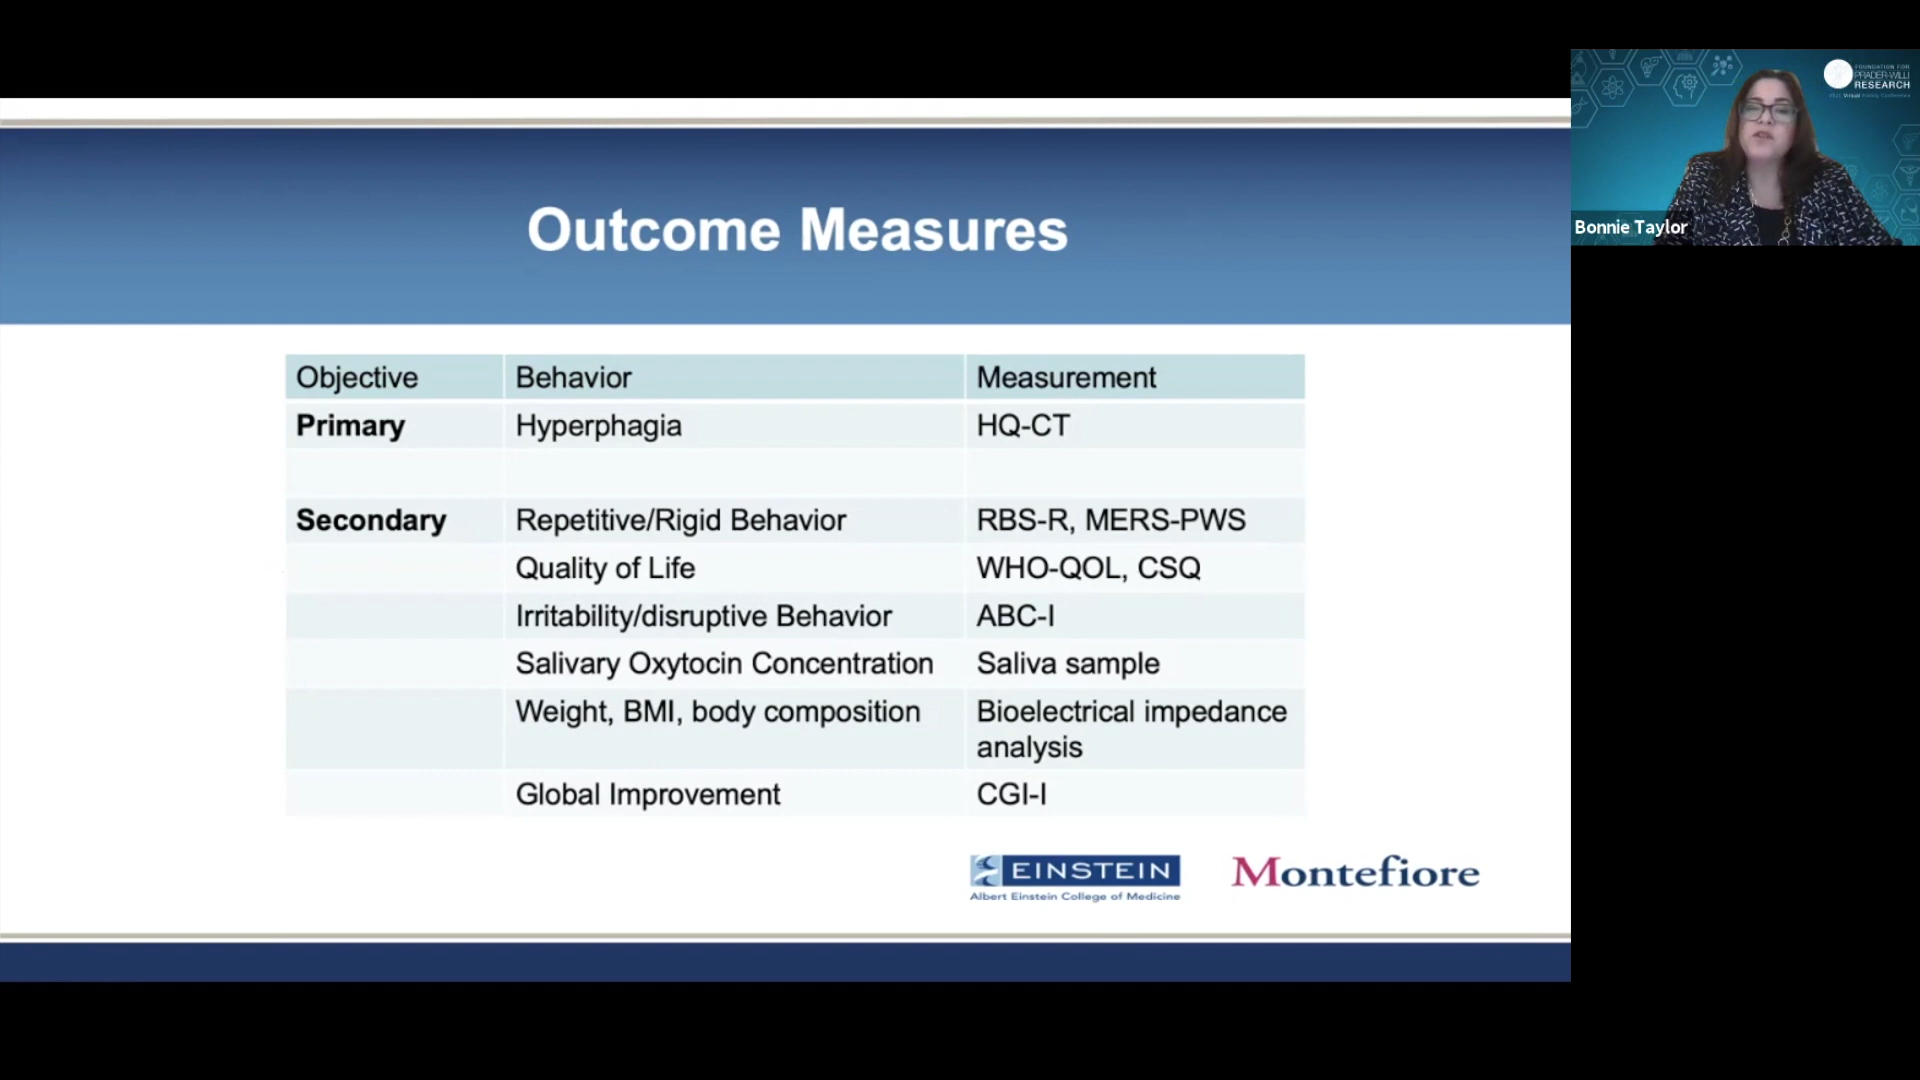 Outcome Measures
Objective Behavior Measurement
Primary Hyperphagia HQ-CT
Secondary Repetitive/Rigid Behavior RBS-R, MERS-PWS
Quality of Life WHO-QOL, CSQ
Irritability/disruptive Behavior ABC-I
Salivary Oxytocin Concentration Saliva sample
Weight, BMI, body composition Bioelectrical impedance
analysis
Global Improvement CGI-I
EINSTEIN
Albert Einstein College of Medicine
Montefiore
FOUNDATION FOR
PRADER-WILLI
RESEARCH
Bonnie Taylor